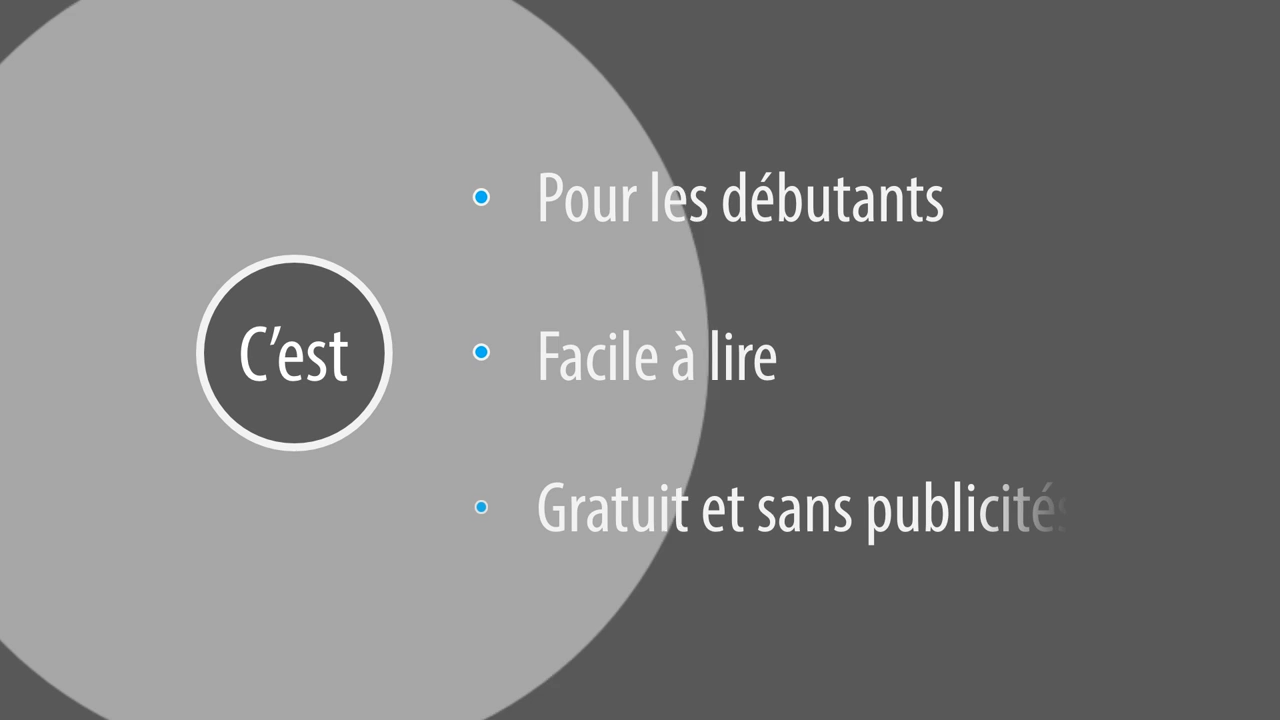 C’est
Pour les débutants
Facile à lire
Gratuit et sans publicités